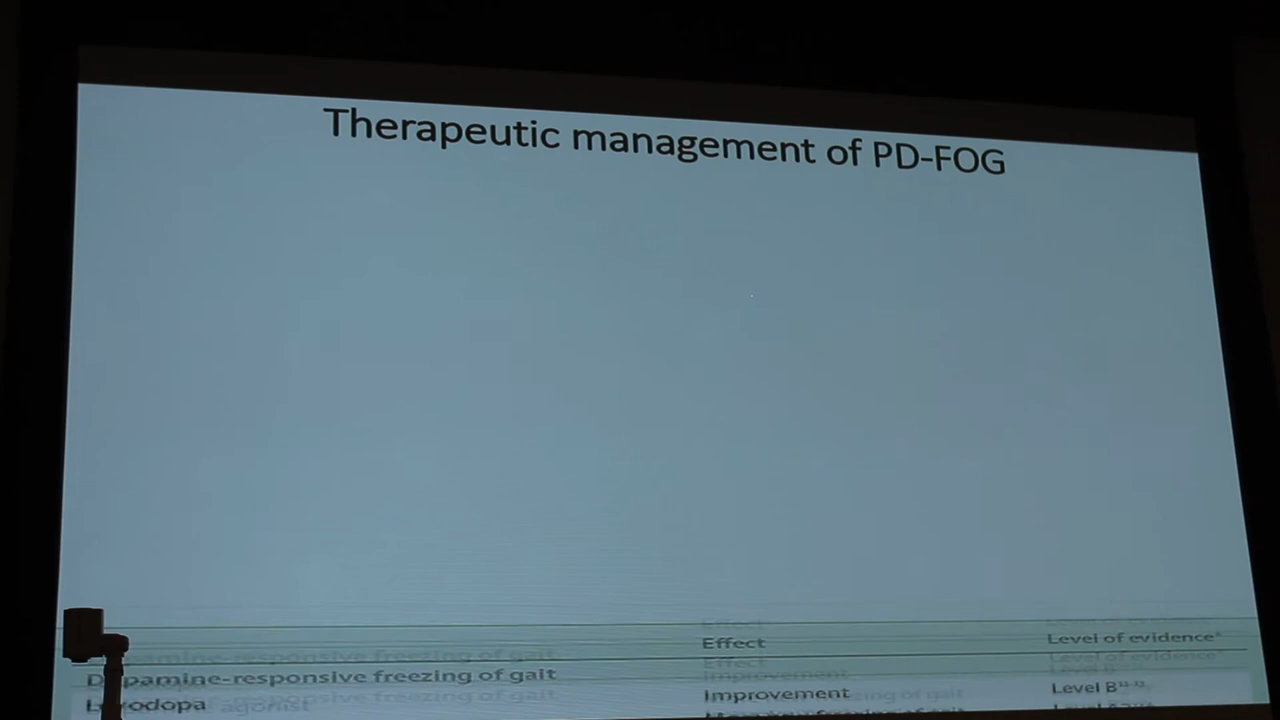 Therapeutic management of PD-FOG
Effect Level of evidence
Dopamine-responsive freezing of gait
Levodopa Improvement Level B